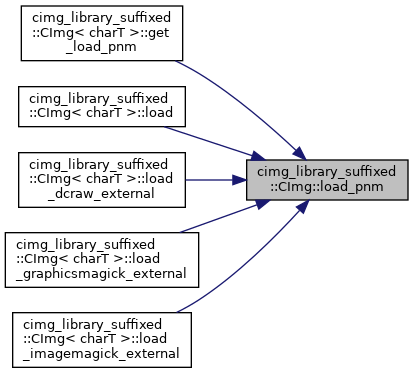 cimg_library_suffixed
::CImg< charT >::get
_load_pnm
cimg_library_suffixed
::CImg< charT >::load
cimg_library_suffixed
::CImg< charT >::load
_dcraw_external
cimg_library_suffixed
::CImg::load_pnm
cimg_library_suffixed
::CImg< charT >::load
_graphicsmagick_external
cimg_library_suffixed
::CImg< charT >::load
_imagemagick_external